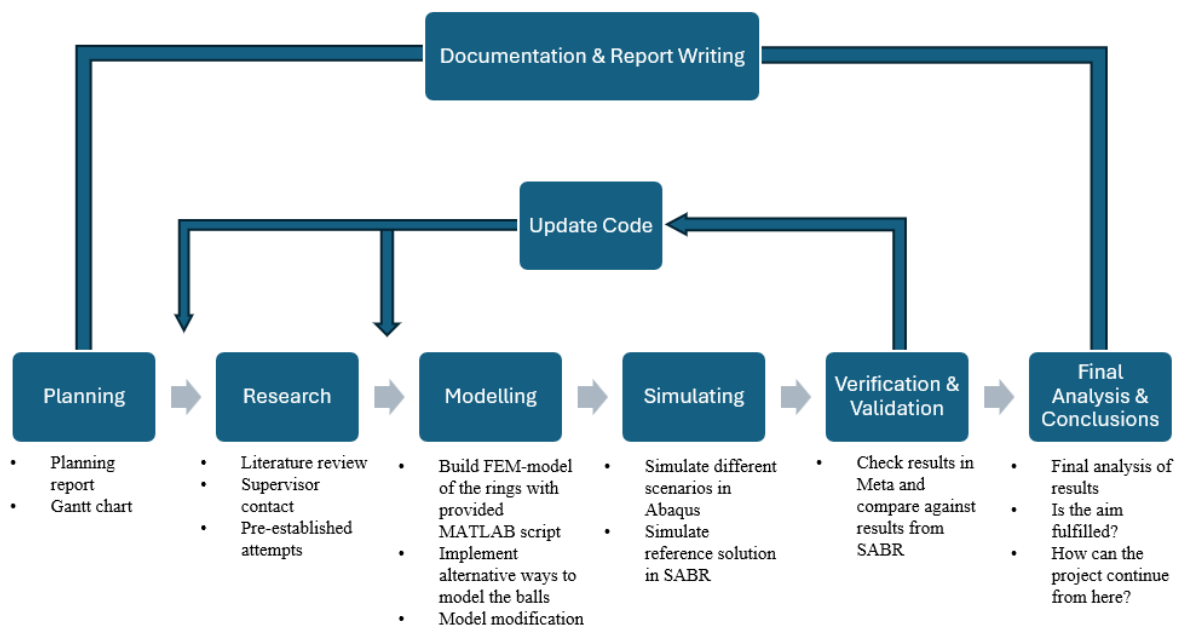 Documentation & Report Writing
Update Code
Planning
Research
Modelling
Simulating
Verification &
Validation
Final
Analysis &
Conclusions
• Planning
report
• Gantt chart
• Literature review
• Supervisor
contact
• Pre-established
attempts
• Build FEM-model
of the rings with
provided
MATLAB script
• Implement
alternative ways to
model the balls
• Model modification
• Simulate different
scenarios in
Abaqus
• Simulate
reference solution
in SABR
• Check results in
Meta and
compare against
results from
SABR
• Final analysis of
results
• Is the aim
fulfilled?
• How can the
project continue
from here?